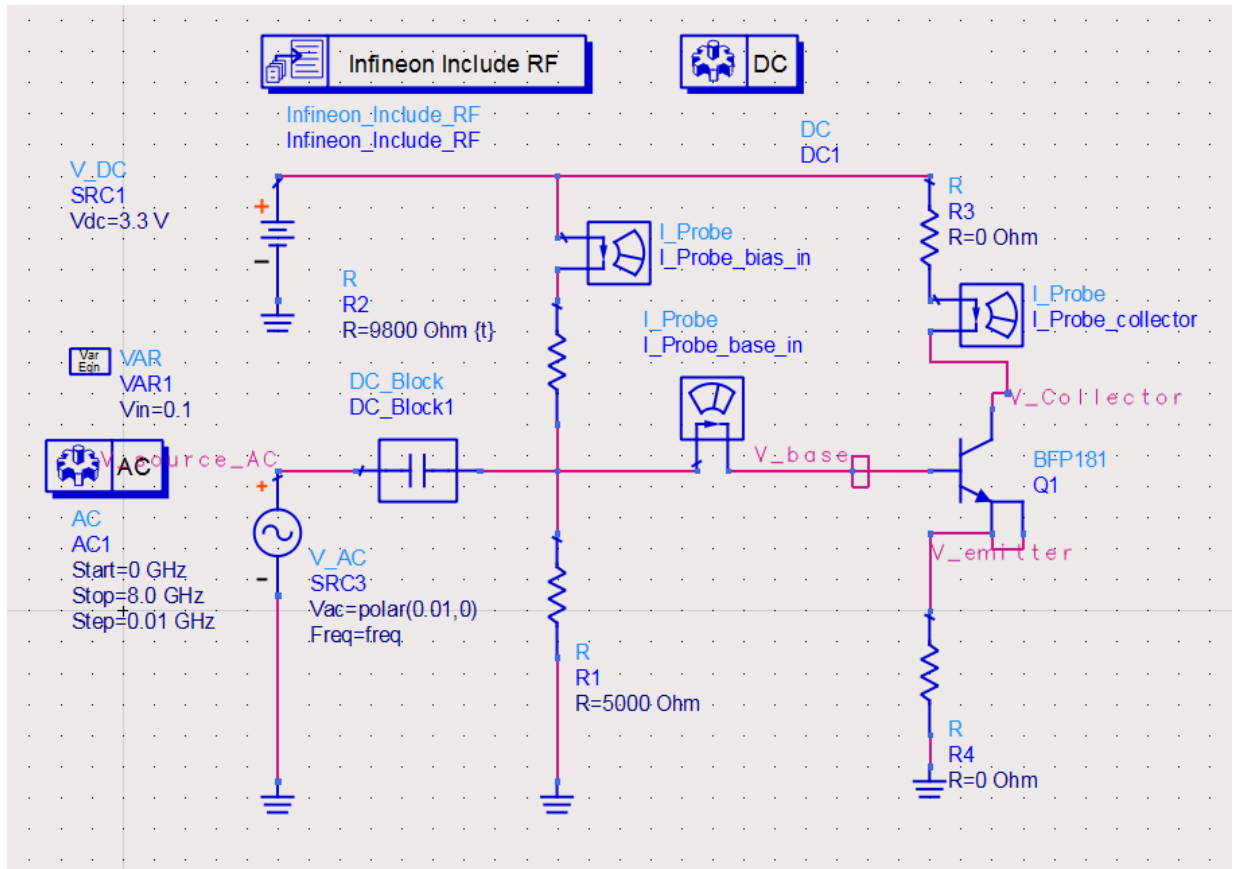 Infineon Include RF
DC
Infineon_Include_RF
Infineon_Include_RF
DC
DC1
V_DC
SRC1
Vdc=3.3 V
R
R3
R=0 Ohm
I_Probe
I_Probe_bias_in
R
R2
R=9800 Ohm {t}
I_Probe
I_Probe_collector
I_Probe
I_Probe_base_in
Var
Eqn
VAR
VAR1
Vin=0.1
DC_Block
DC_Block1
V_Collector
AC
V_source_AC
V_base
BFP181
Q1
AC
AC1
Start=0 GHz
Stop=8.0 GHz
Step=0.01 GHz
V_AC
SRC3
Vac=polar(0.01,0)
Freq=freq
V_emitter
R
R1
R=5000 Ohm
R
R4
R=0 Ohm